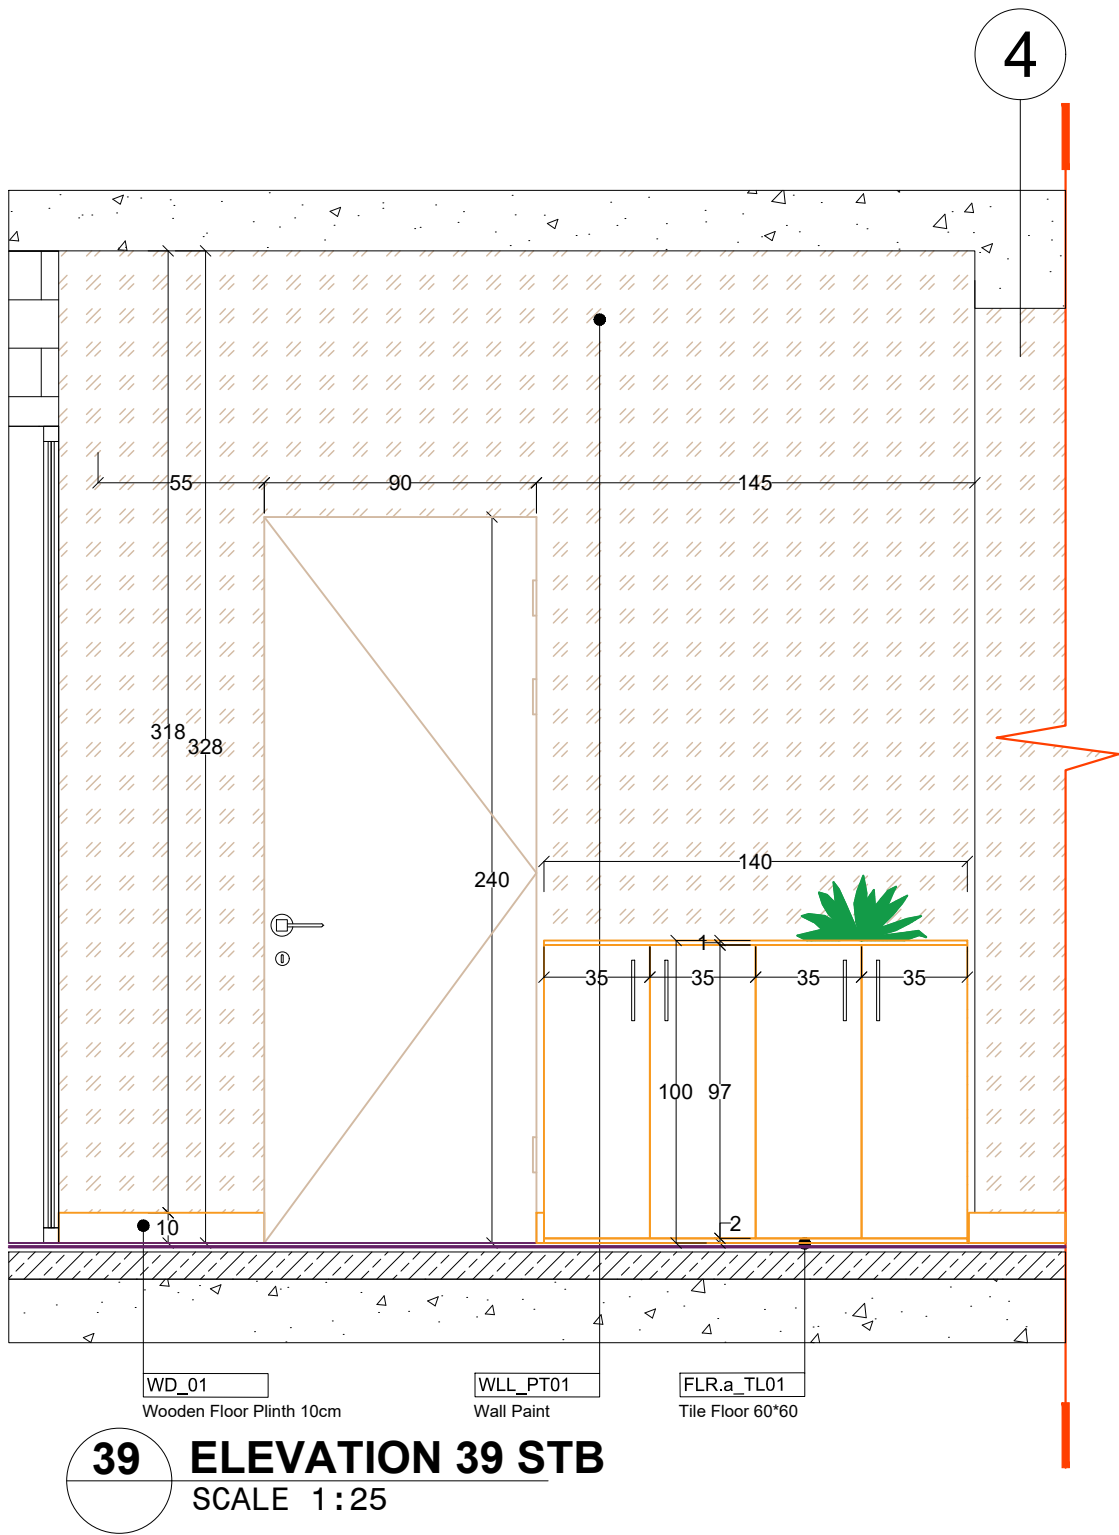 4
55
90
145
318
328
240
140
1
35
35
35
35
100
97
2
10
WD_01
WLL_PT01
FLR.a_TL01
Wooden Floor Plinth 10cm
Wall Paint
Tile Floor 60*60
39
ELEVATION 39 STB
SCALE 1:25